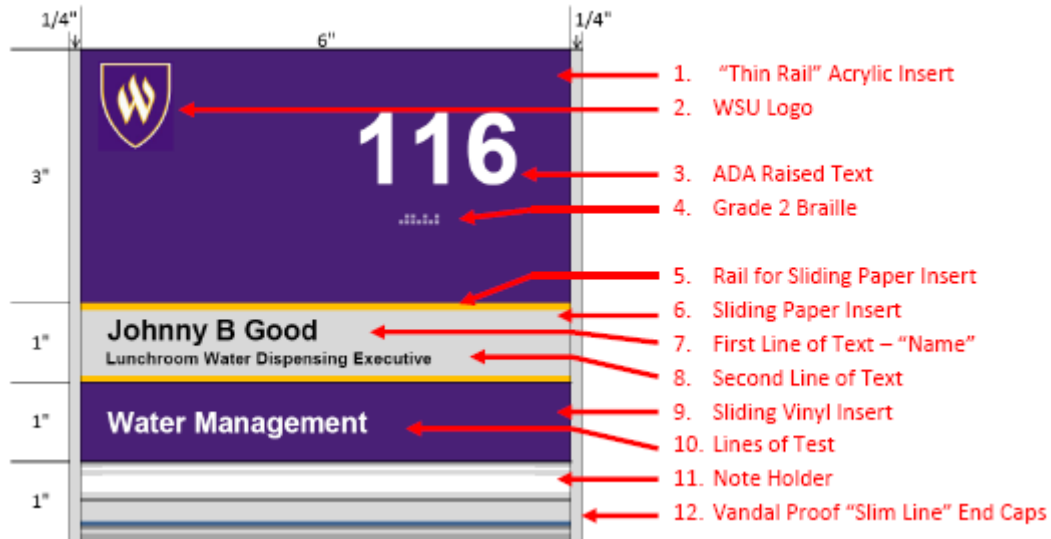 1/4"
1/4"
6"
1. "Thin Rail" Acrylic Insert
2. WSU Logo
W
116
3"
3. ADA Raised Text
4. Grade 2 Braille
5. Rail for Sliding Paper Insert
6. Sliding Paper Insert
Johnny B Good
1"
7. First Line of Text – "Name"
Lunchroom Water Dispensing Executive
8. Second Line of Text
9. Sliding Vinyl Insert
Water Management
1"
10. Lines of Test
11. Note Holder
1"
12. Vandal Proof "Slim Line" End Caps